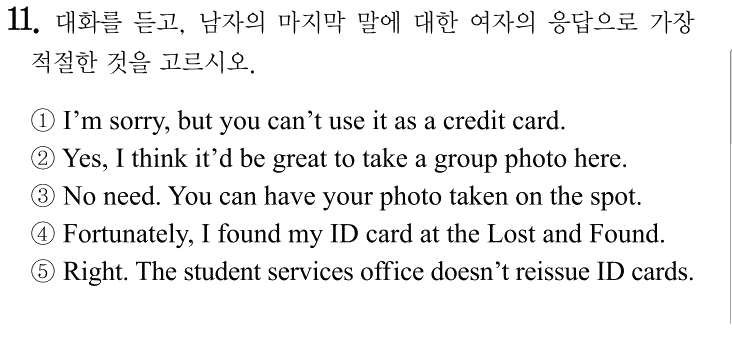 11. 대화를 듣고, 남자의 마지막 말에 대한 여자의 응답으로 가장
적절한 것을 고르시오.
① I’m sorry, but you can’t use it as a credit card.
② Yes, I think it’d be great to take a group photo here.
③ No need. You can have your photo taken on the spot.
④ Fortunately, I found my ID card at the Lost and Found.
⑤ Right. The student services office doesn’t reissue ID cards.